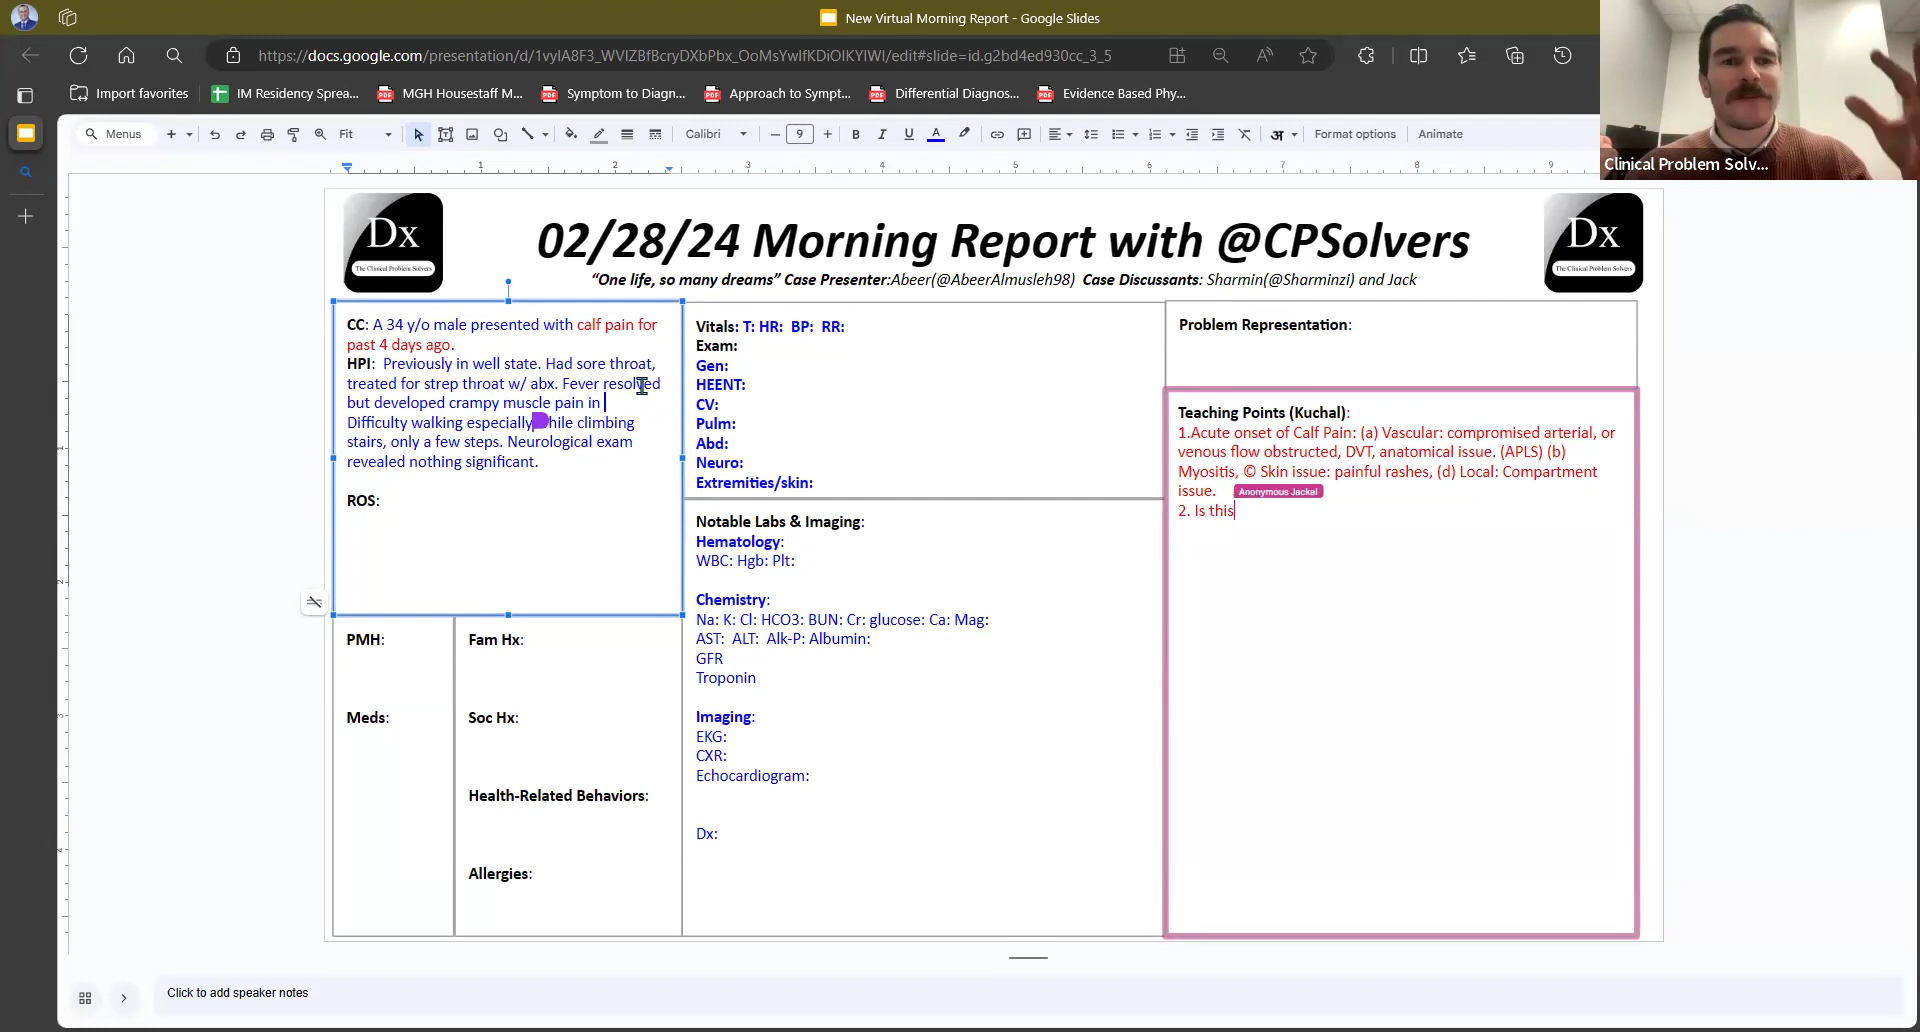 New Virtual Morning Report - Google Slides
https://docs.google.com/presentation/d/1vylA8F3_WVIZBfBcryDXbPbx_OoMsYwlfKDiOlKYIWI/edit#slide=id.g2bd4ed930cc_3_5
Import favorites
IM Residency Sprea...
MGH Housestaff M...
Symptom to Diagn...
Approach to Sympt...
Differential Diagnos...
Evidence Based Phy...
Clinical Problem Solv...
Menus
Fit
Calibri
9
Format options
Animate
1 2 3 4 5 6 7 8 9
Dx
The Clinical Problem Solvers
02/28/24 Morning Report with @CPSolvers
“One life, so many dreams” Case Presenter:Abeer(@AbeerAlmusleh98) Case Discussants: Sharmin(@Sharminzi) and Jack
Dx
The Clinical Problem Solvers
CC: A 34 y/o male presented with calf pain for
past 4 days ago.
HPI: Previously in well state. Had sore throat,
treated for strep throat w/ abx. Fever resolved
but developed crampy muscle pain in
Difficulty walking especially while climbing
stairs, only a few steps. Neurological exam
revealed nothing significant.
ROS:
PMH:
Meds:
Fam Hx:
Soc Hx:
Health-Related Behaviors:
Allergies:
Vitals: T: HR: BP: RR:
Exam:
Gen:
HEENT:
CV:
Pulm:
Abd:
Neuro:
Extremities/skin:
Notable Labs & Imaging:
Hematology:
WBC: Hgb: Plt:
Chemistry:
Na: K: Cl: HCO3: BUN: Cr: glucose: Ca: Mag:
AST: ALT: Alk-P: Albumin:
GFR
Troponin
Imaging:
EKG:
CXR:
Echocardiogram:
Dx:
Problem Representation:
Teaching Points (Kuchal):
1.Acute onset of Calf Pain: (a) Vascular: compromised arterial, or
venous flow obstructed, DVT, anatomical issue. (APLS) (b)
Myositis, © Skin issue: painful rashes, (d) Local: Compartment
issue.
Anonymous Jackal
2. Is this
Click to add speaker notes